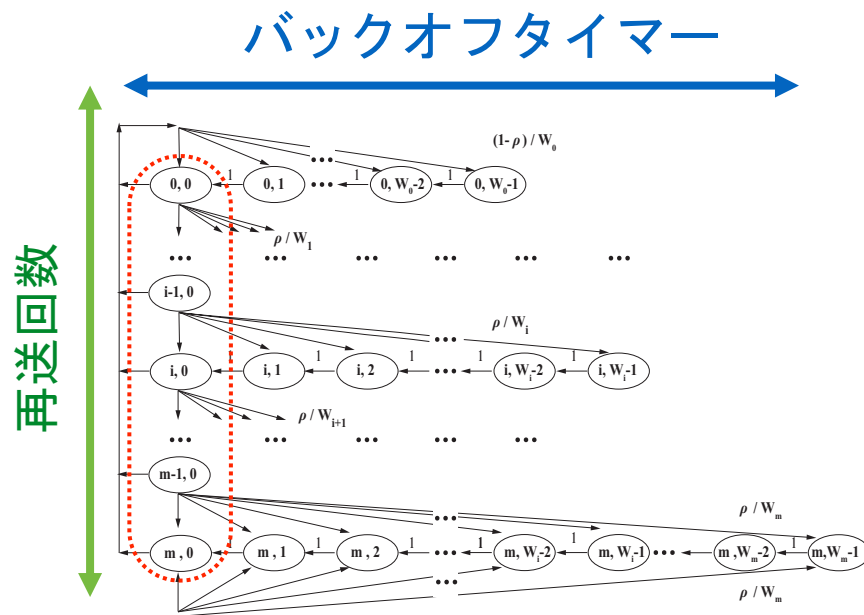 バックオフタイマー
再送回数
(1-ρ) / W₀
•••
0, 0 1 0, 1 ••• 1 0, W₀-2 1 0, W₀-1
ρ / W₁
••• ••• ••• ••• ••• •••
i-1, 0
ρ / Wᵢ
•••
i, 0 1 i, 1 1 i, 2 1 ••• 1 i, Wᵢ-2 1 i, Wᵢ-1
ρ / Wᵢ₊₁
••• ••• ••• ••• •••
m-1, 0
ρ / Wₘ
•••
m , 0 1 m , 1 1 m , 2 1 ••• 1 m, Wᵢ-2 1 m, Wᵢ-1 ••• m ,Wₘ-2 1 m,Wₘ-1
•••
ρ / Wₘ